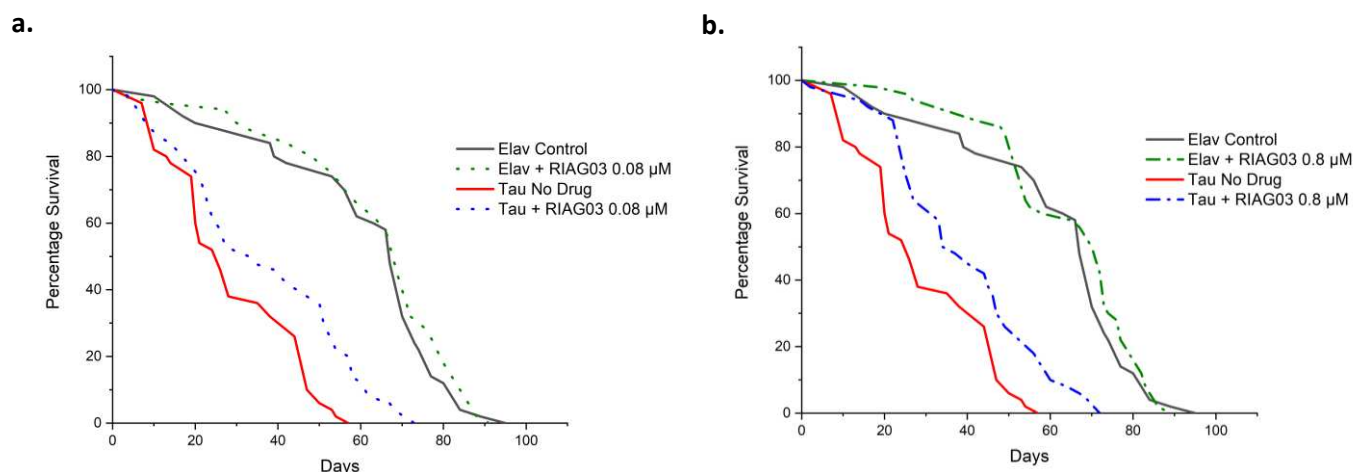 a.
100
80
60
40
20
0
Percentage Survival
0 20 40 60 80 100
Days
Elav Control
Elav + RIAG03 0.08 µM
Tau No Drug
Tau + RIAG03 0.08 µM
b.
100
80
60
40
20
0
Percentage Survival
0 20 40 60 80 100
Days
Elav Control
Elav + RIAG03 0.8 µM
Tau No Drug
Tau + RIAG03 0.8 µM